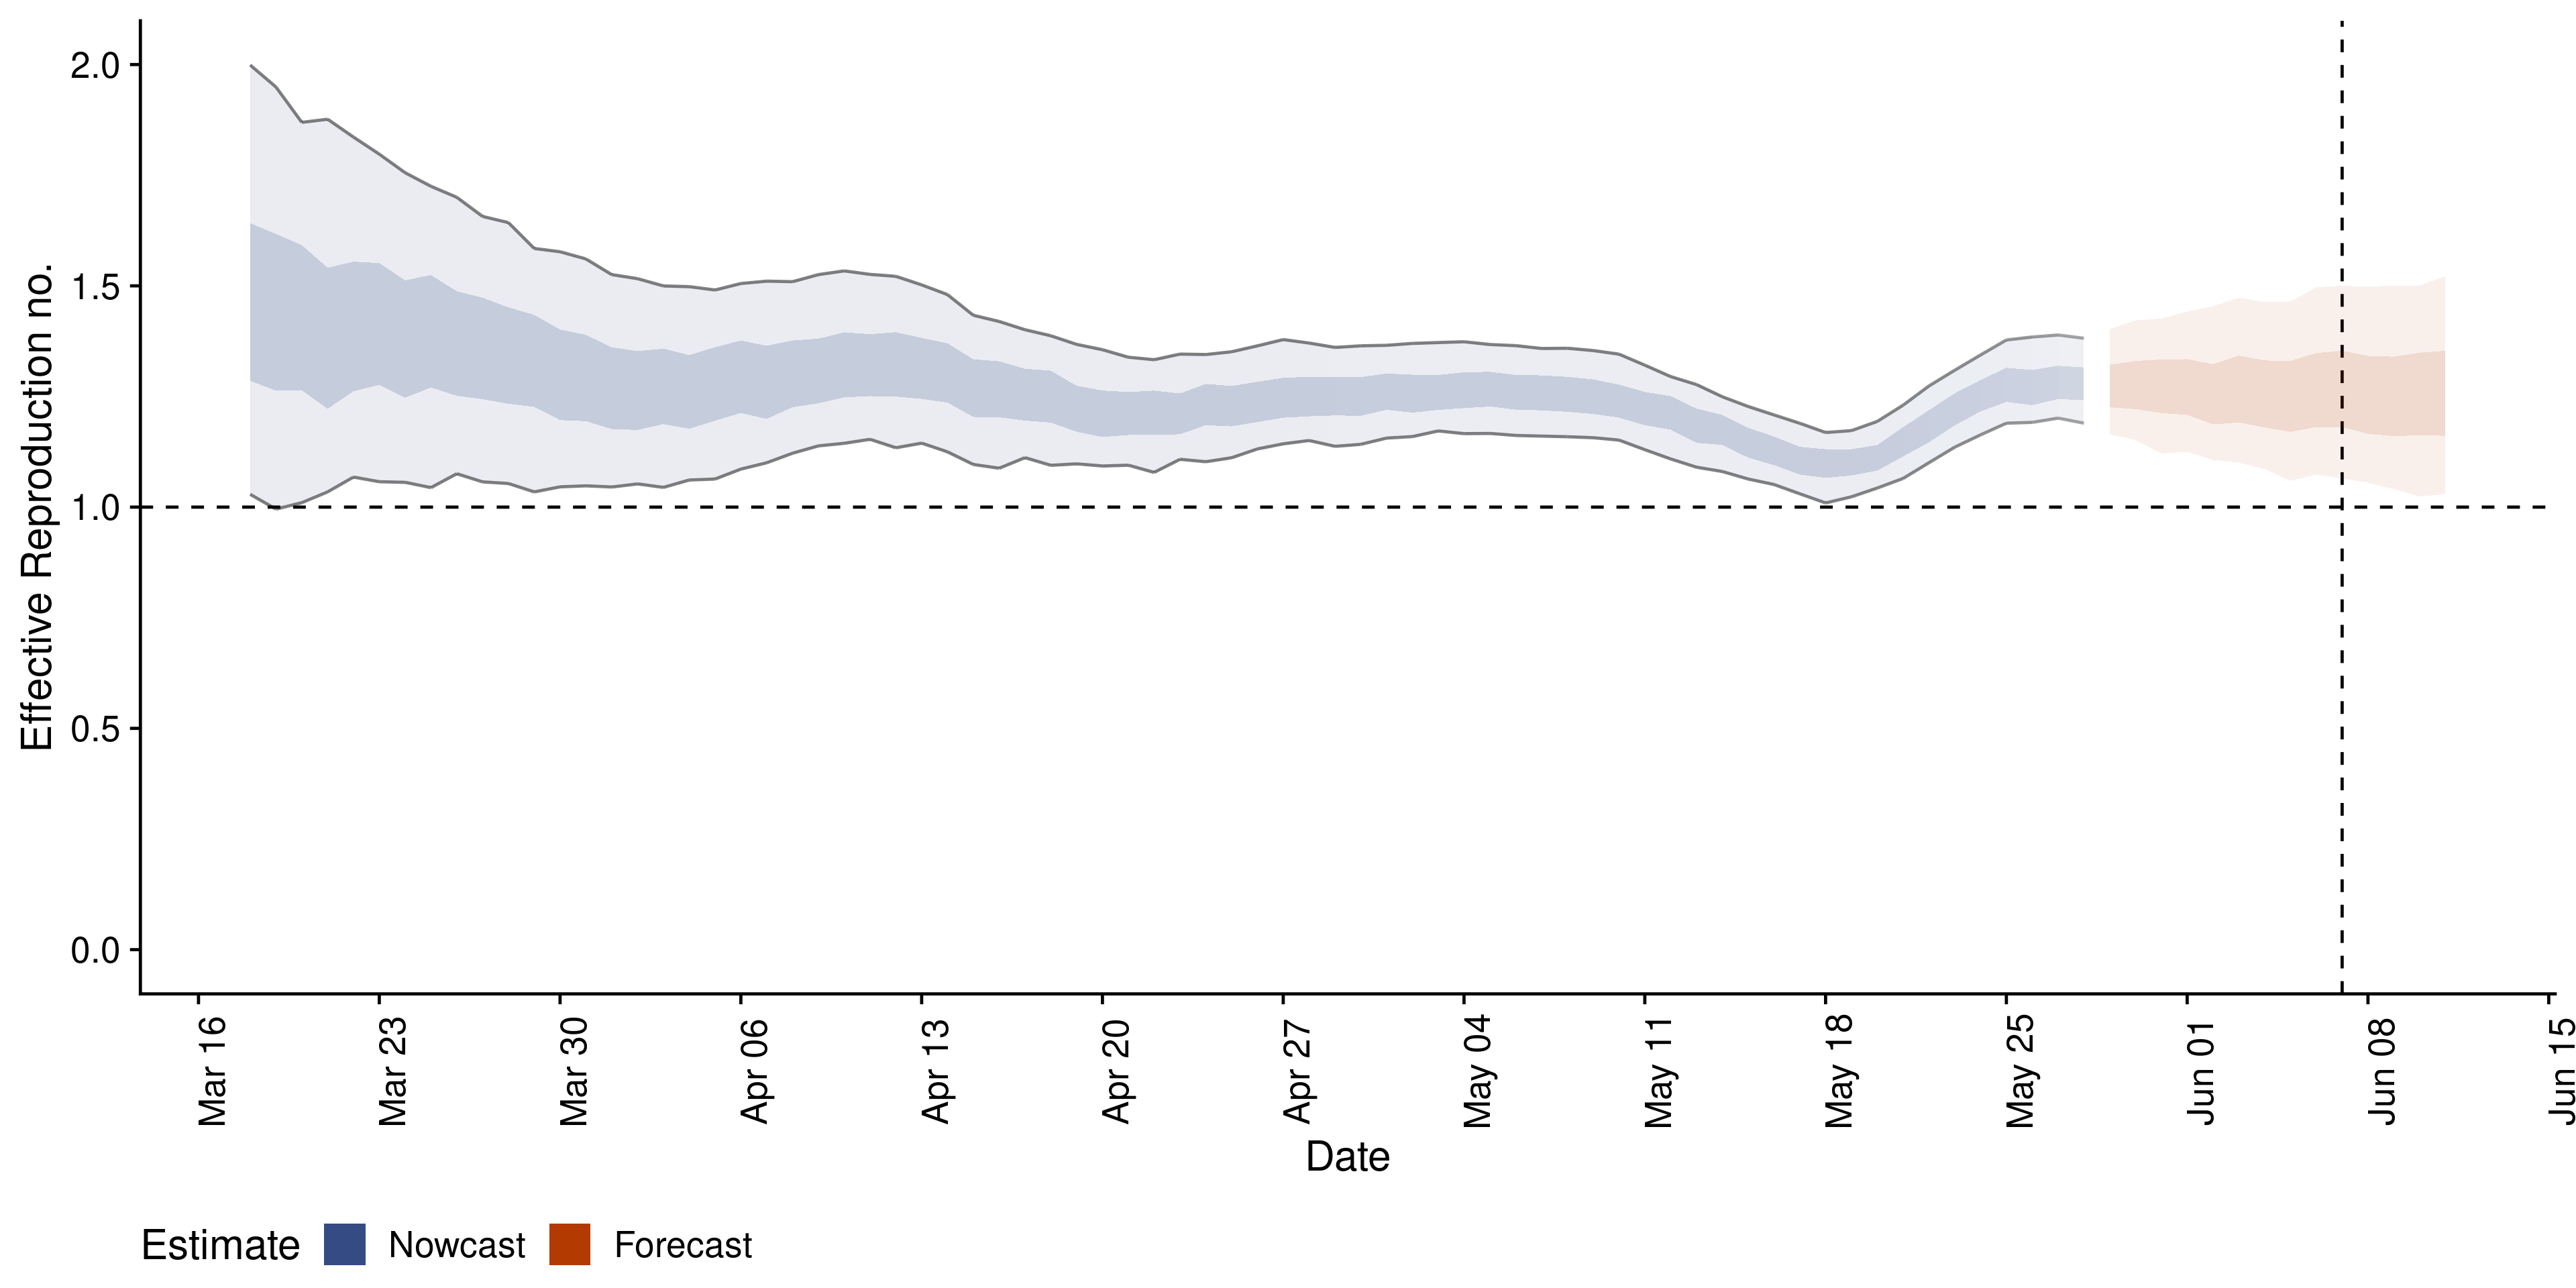 Effective Reproduction no.
2.0
1.5
1.0
0.5
0.0
Mar 16
Mar 23
Mar 30
Apr 06
Apr 13
Apr 20
Apr 27
May 04
May 11
May 18
May 25
Jun 01
Jun 08
Jun 15
Date
Estimate Nowcast Forecast